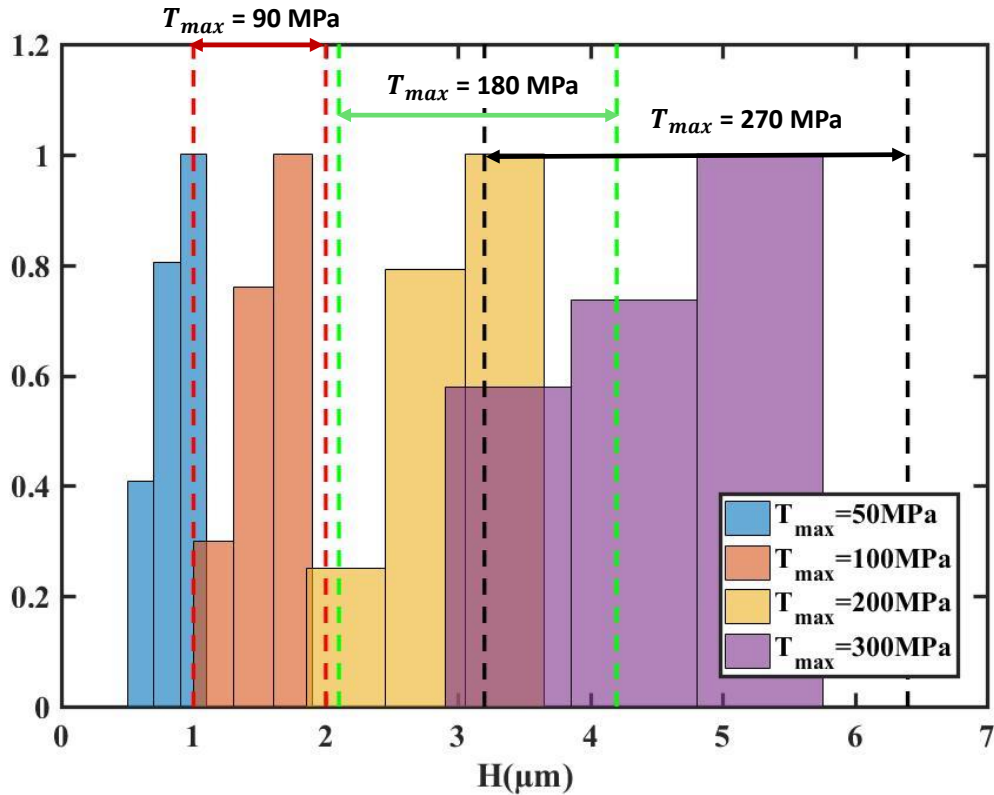 T_max = 90 MPa
1.2
T_max = 180 MPa
T_max = 270 MPa
1
0.8
0.6
0.4
0.2
0
T_max=50MPa
T_max=100MPa
T_max=200MPa
T_max=300MPa
0 1 2 3 4 5 6 7
H(μm)